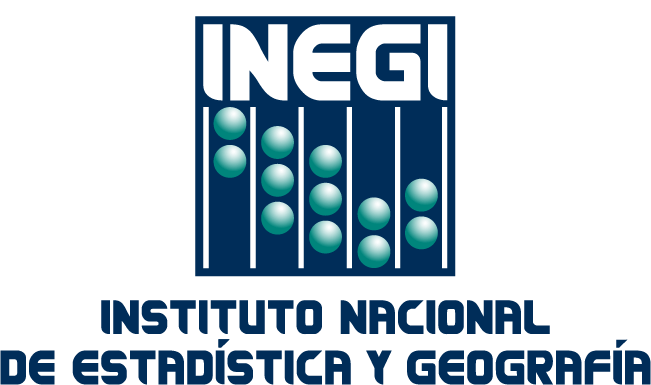 INEGI
INSTITUTO NACIONAL
DE ESTADÍSTICA Y GEOGRAFÍA